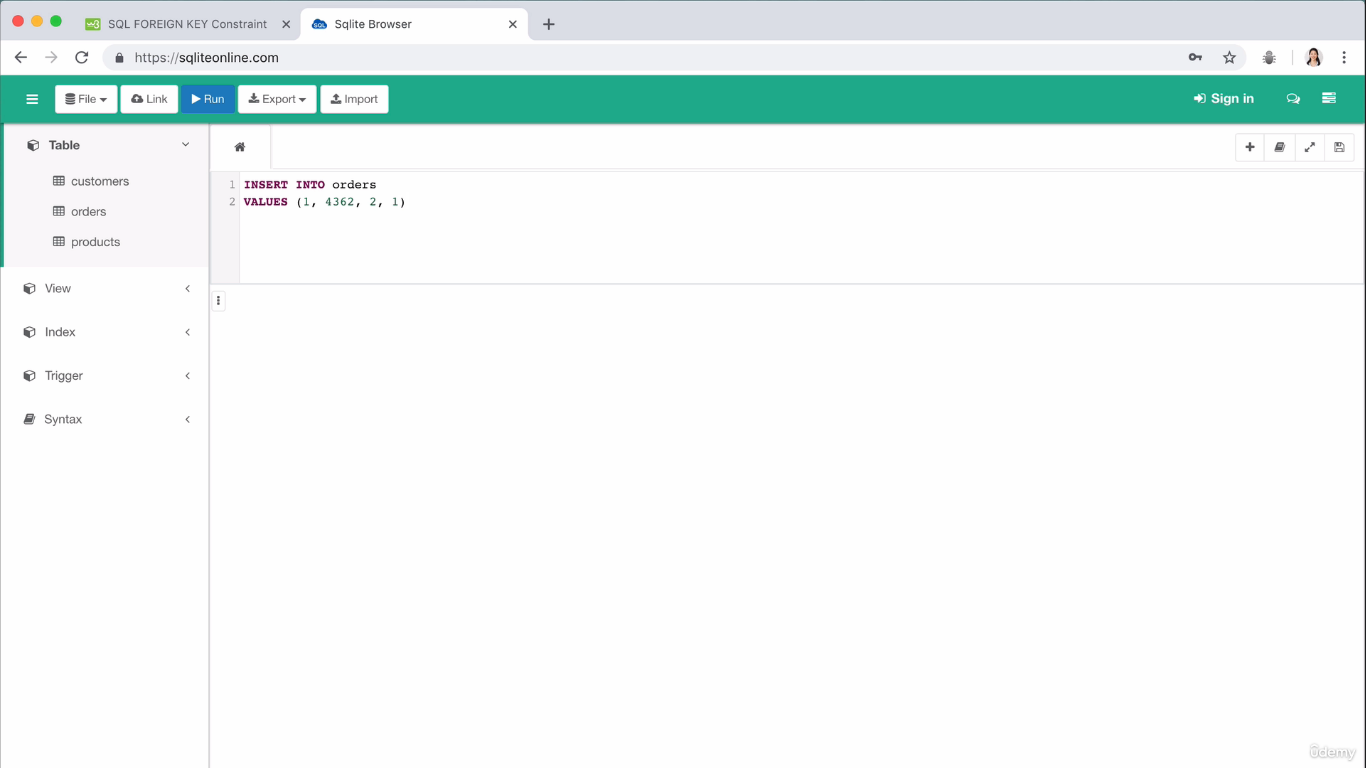 SQL FOREIGN KEY Constraint
Sqlite Browser
https://sqliteonline.com
File
Link
Run
Export
Import
Sign in
Table
customers
orders
products
View
Index
Trigger
Syntax
1 INSERT INTO orders
2 VALUES (1, 4362, 2, 1)
ûdemy